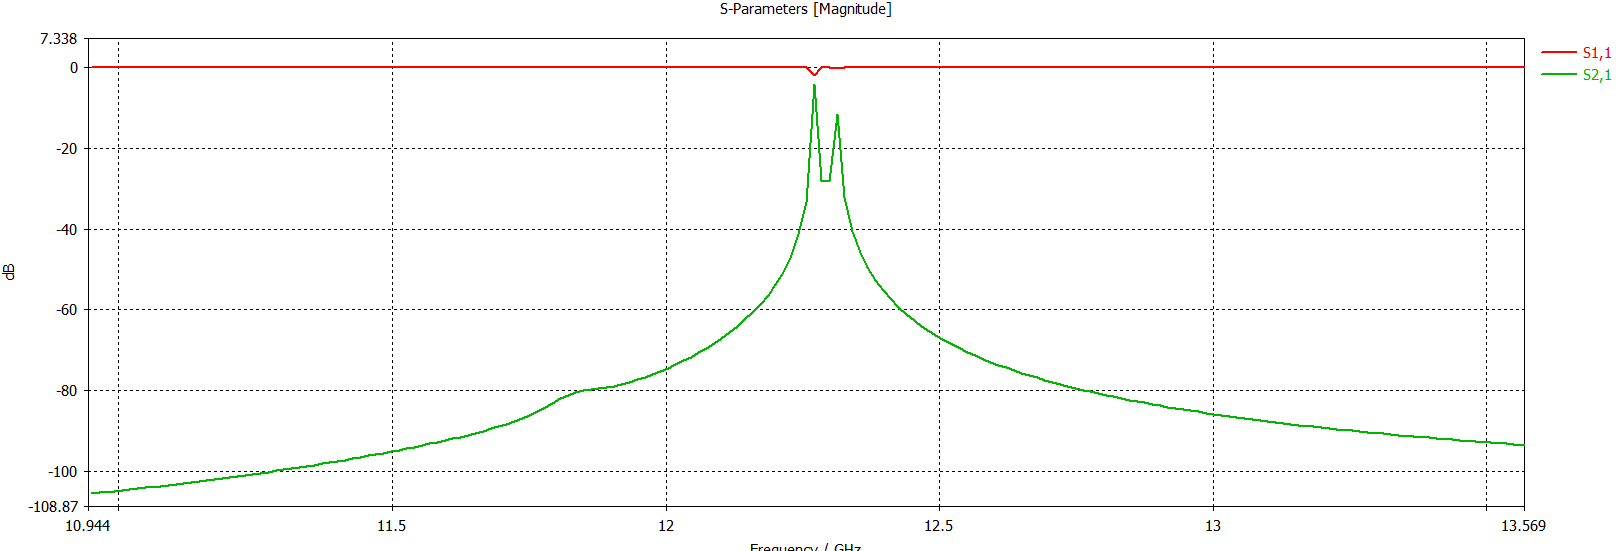 S-Parameters [Magnitude]
7.338
0
-20
-40
-60
-80
-100
-108.87
dB
10.944
11.5
12
12.5
13
13.569
Frequency / GHz
S1,1
S2,1